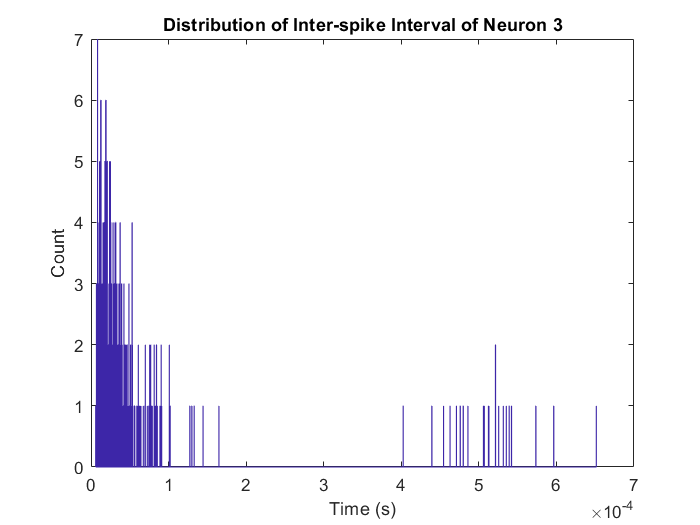 Distribution of Inter-spike Interval of Neuron 3
7
6
5
4
3
2
1
0
Count
0 1 2 3 4 5 6 7
Time (s)
×10-4